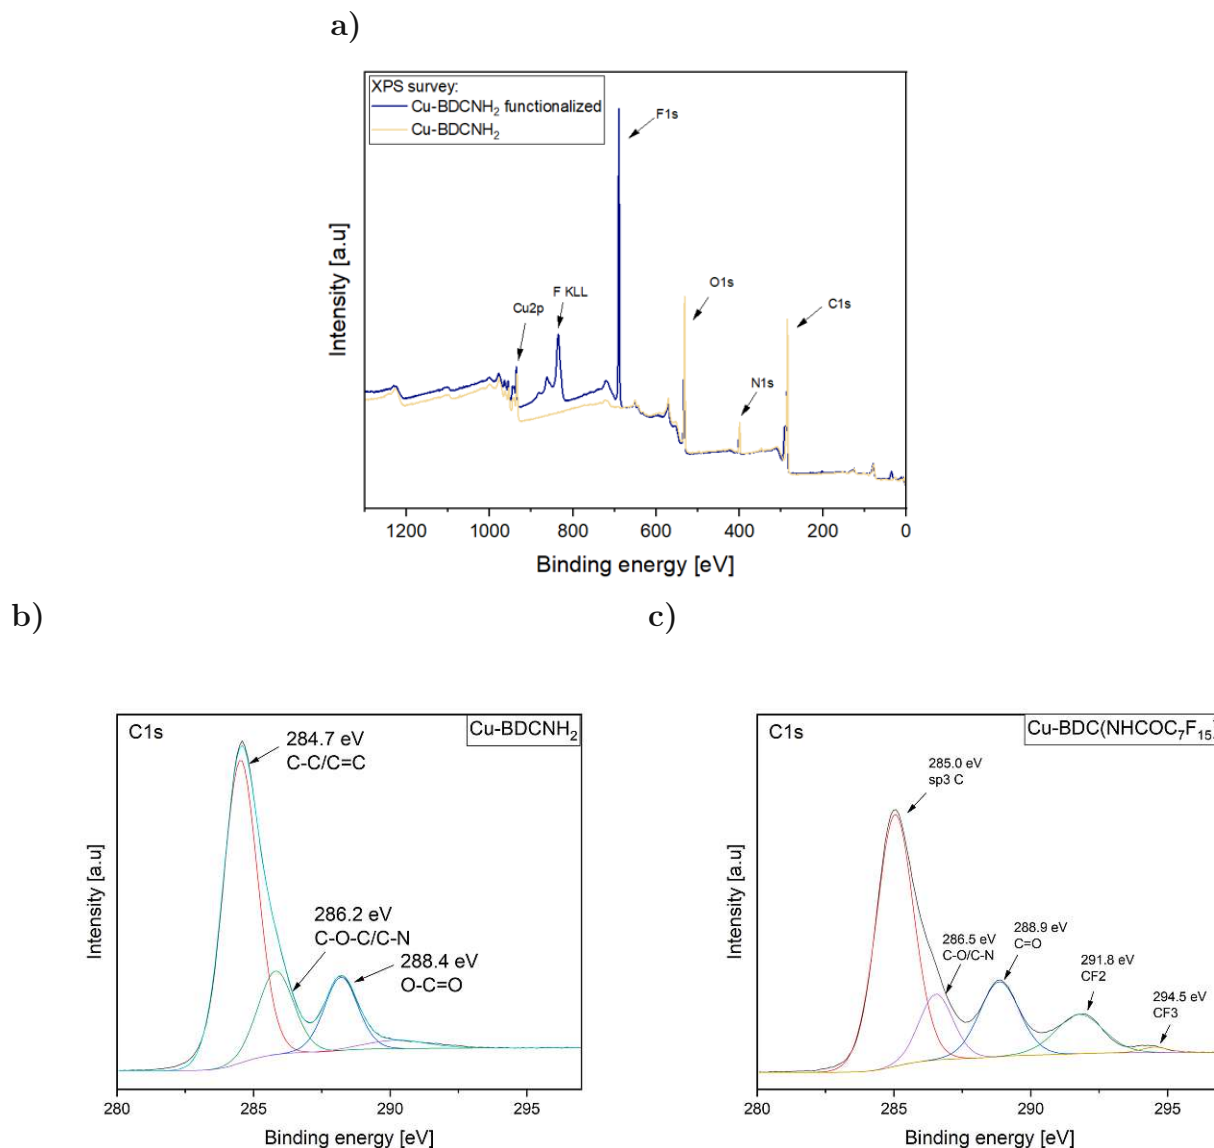 a)
XPS survey:
Cu-BDCNH₂ functionalized
Cu-BDCNH₂
F1s
O1s
C1s
F KLL
Cu2p
N1s
Intensity [a.u]
1200 1000 800 600 400 200 0
Binding energy [eV]
b)
C1s
Cu-BDCNH₂
284.7 eV
C-C/C=C
286.2 eV
C-O-C/C-N
288.4 eV
O-C=O
Intensity [a.u]
280 285 290 295
Binding energy [eV]
c)
C1s
Cu-BDC(NHCOC₇F₁₅)
285.0 eV
sp3 C
286.5 eV
C-O/C-N
288.9 eV
C=O
291.8 eV
CF2
294.5 eV
CF3
Intensity [a.u]
280 285 290 295
Binding energy [eV]